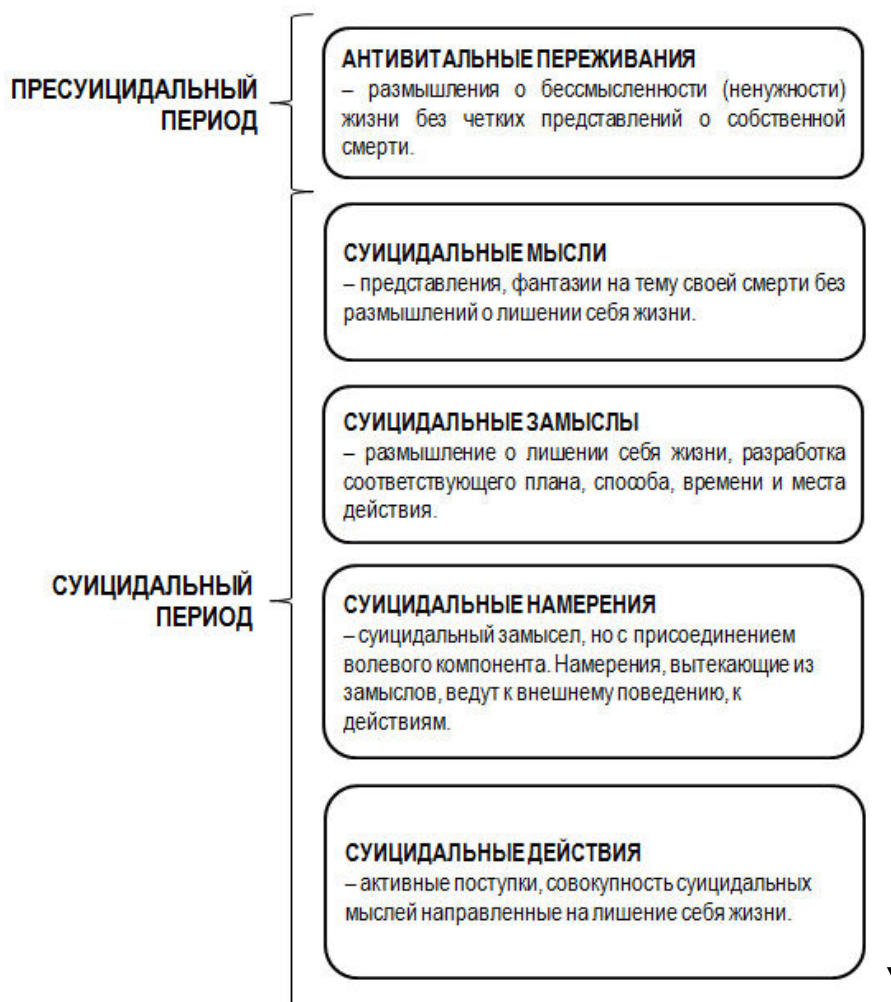 ПРЕСУИЦИДАЛЬНЫЙ
ПЕРИОД
АНТИВИТАЛЬНЫЕ ПЕРЕЖИВАНИЯ
– размышления о бессмысленности (ненужности)
жизни без четких представлений о собственной
смерти.
СУИЦИДАЛЬНЫЕ МЫСЛИ
– представления, фантазии на тему своей смерти без
размышлений о лишении себя жизни.
СУИЦИДАЛЬНЫЕ ЗАМЫСЛЫ
– размышление о лишении себя жизни, разработка
соответствующего плана, способа, времени и места
действия.
СУИЦИДАЛЬНЫЙ
ПЕРИОД
СУИЦИДАЛЬНЫЕ НАМЕРЕНИЯ
– суицидальный замысел, но с присоединением
волевого компонента. Намерения, вытекающие из
замыслов, ведут к внешнему поведению, к
действиям.
СУИЦИДАЛЬНЫЕ ДЕЙСТВИЯ
– активные поступки, совокупность суицидальных
мыслей направленные на лишение себя жизни.